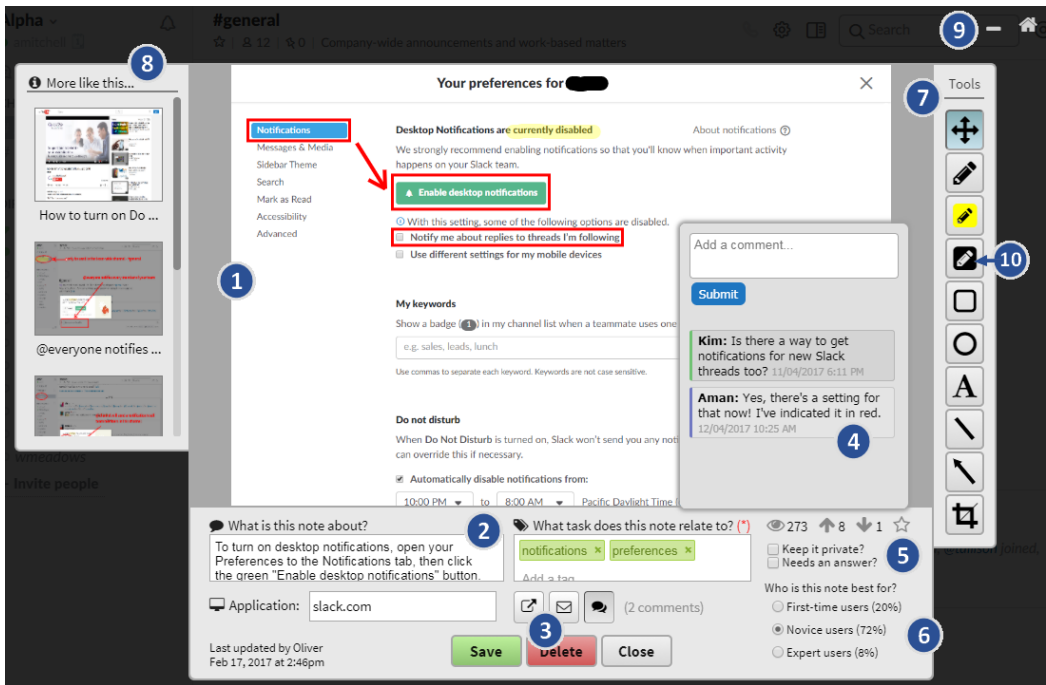 Alpha
ambitchell
#general
12 | 0 | Company-wide announcements and work-based matters
Search
9
8
More like this...
How to turn on Do ...
@everyone notifies ...
wmeadows
Invite people
Your preferences for
Notifications
Messages & Media
Sidebar Theme
Search
Mark as Read
Accessibility
Advanced
Desktop Notifications are currently disabled
About notifications
We strongly recommend enabling notifications so that you'll know when important activity
happens on your Slack team.
Enable desktop notifications
With this setting, some of the following options are disabled.
Notify me about replies to threads I'm following
Use different settings for my mobile devices
1
My keywords
Show a badge (1) in my channel list when a teammate uses one
e.g. sales, leads, lunch
Use commas to separate each keyword. Keywords are not case sensitive.
Do not disturb
When Do Not Disturb is turned on, Slack won't send you any noti
can override this if necessary.
Automatically disable notifications from:
10:00 PM to 8:00 AM Pacific Daylight Time
Add a comment...
Submit
Kim: Is there a way to get
notifications for new Slack
threads too? 11/04/2017 6:11 PM
Aman: Yes, there's a setting for
that now! I've indicated it in red.
12/04/2017 10:25 AM
4
7
Tools
10
A
What is this note about?
2
To turn on desktop notifications, open your
Preferences to the Notifications tab, then click
the green "Enable desktop notifications" button.
What task does this note relate to? (*)
notifications × preferences ×
Add a tag
273 8 1
Keep it private?
Needs an answer?
5
joined,
Application: slack.com
(2 comments)
3
Who is this note best for?
First-time users (20%)
Novice users (72%)
Expert users (8%)
6
Last updated by Oliver
Feb 17, 2017 at 2:46pm
Save
Delete
Close